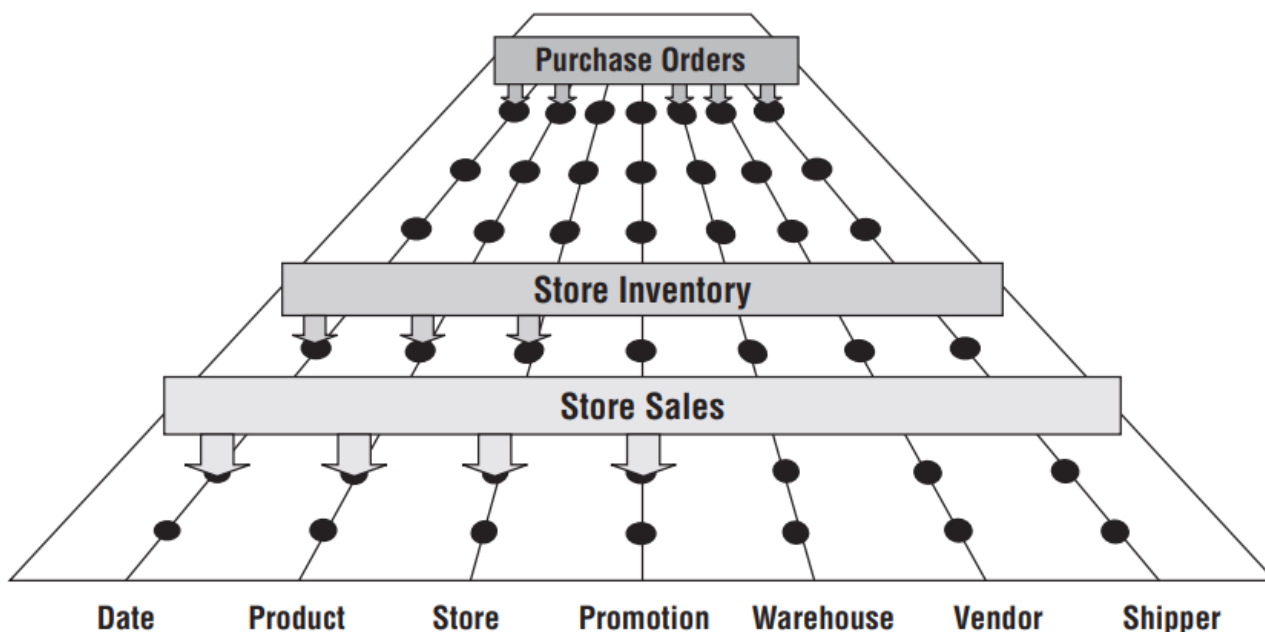 Purchase Orders
Store Inventory
Store Sales
Date Product Store Promotion Warehouse Vendor Shipper